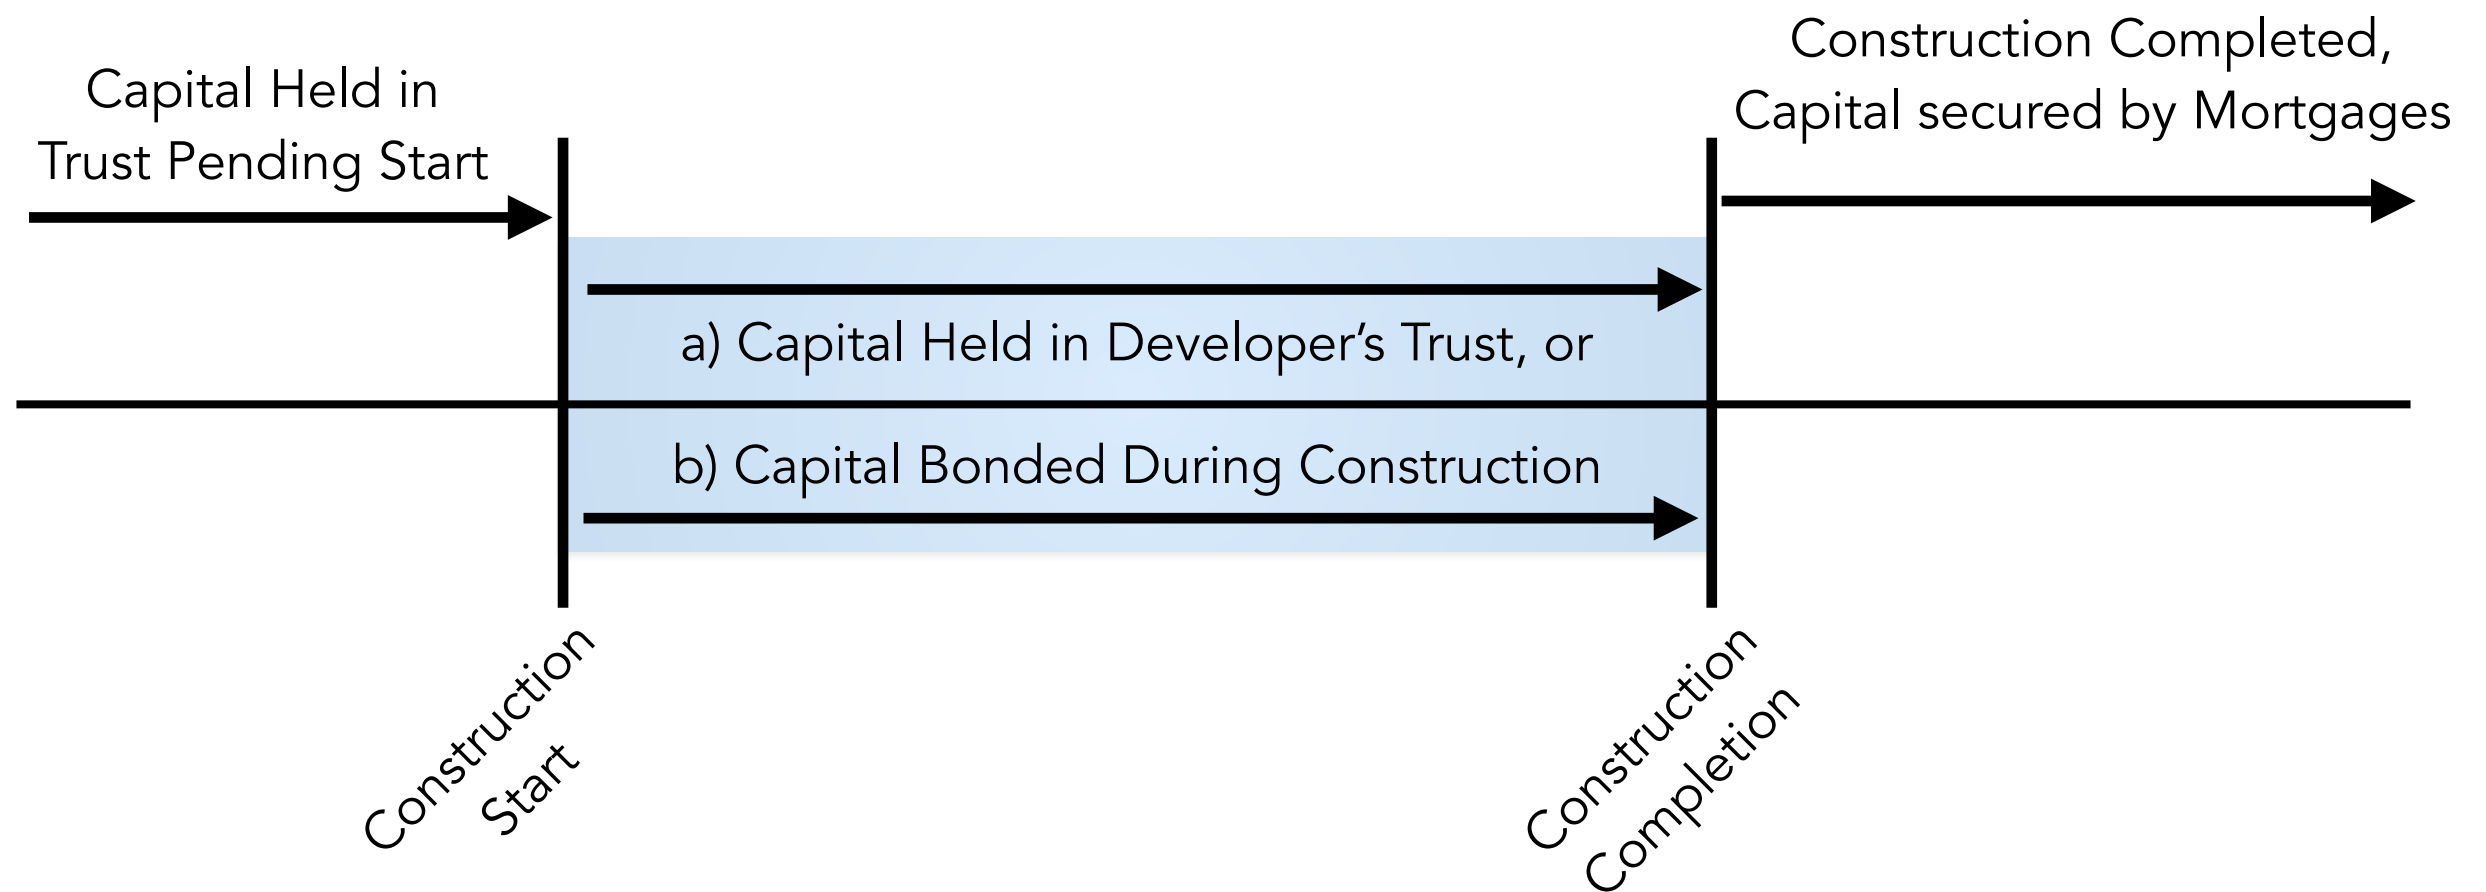 Capital Held in
Trust Pending Start
Construction Completed,
Capital secured by Mortgages
a) Capital Held in Developer’s Trust, or
b) Capital Bonded During Construction
Construction
Start
Construction
Completion